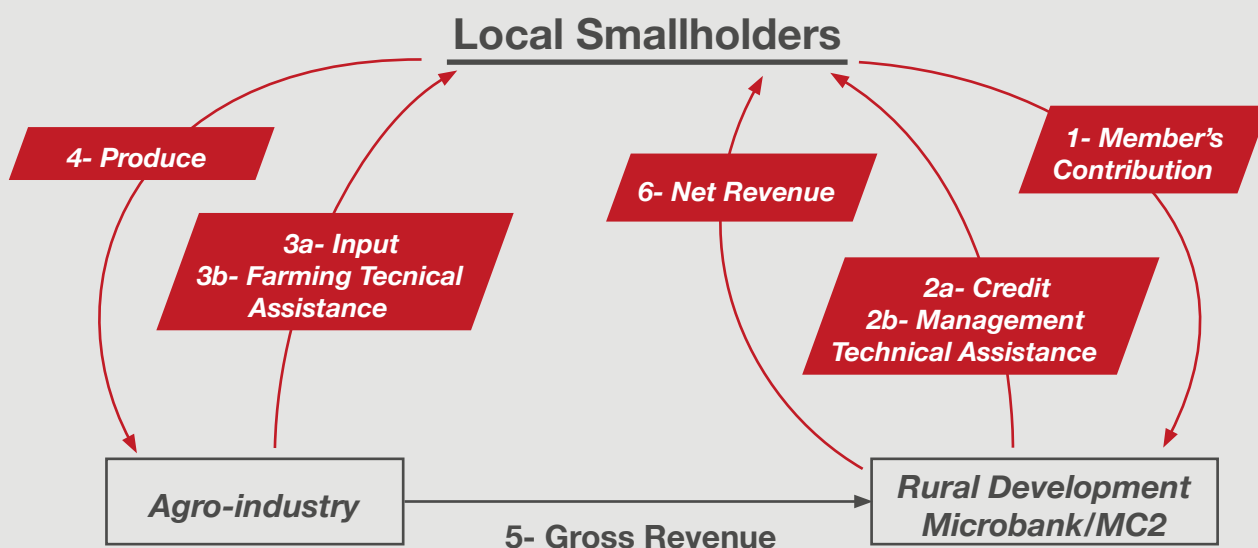 Local Smallholders
4- Produce
3a- Input
3b- Farming Tecnical
Assistance
6- Net Revenue
1- Member's
Contribution
2a- Credit
2b- Management
Technical Assistance
Agro-industry
5- Gross Revenue
Rural Development
Microbank/MC2